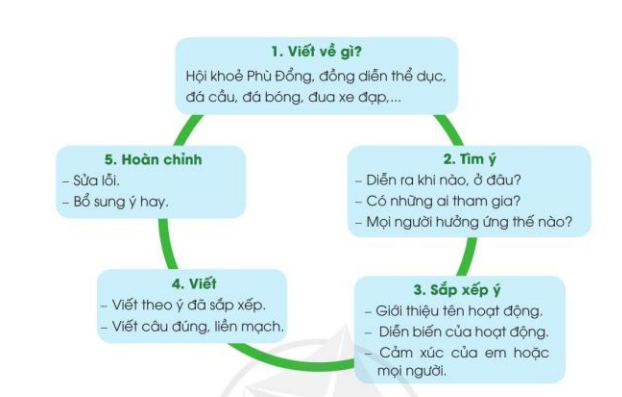 1. Viết về gì?
Hội khoẻ Phù Đổng, đồng diễn thể dục,
đá cầu, đá bóng, đua xe đạp,...
2. Tìm ý
– Diễn ra khi nào, ở đâu?
– Có những ai tham gia?
– Mọi người hưởng ứng thế nào?
3. Sắp xếp ý
– Giới thiệu tên hoạt động.
– Diễn biến của hoạt động.
– Cảm xúc của em hoặc
mọi người.
4. Viết
– Viết theo ý đã sắp xếp.
– Viết câu đúng, liền mạch.
5. Hoàn chỉnh
– Sửa lỗi.
– Bổ sung ý hay.